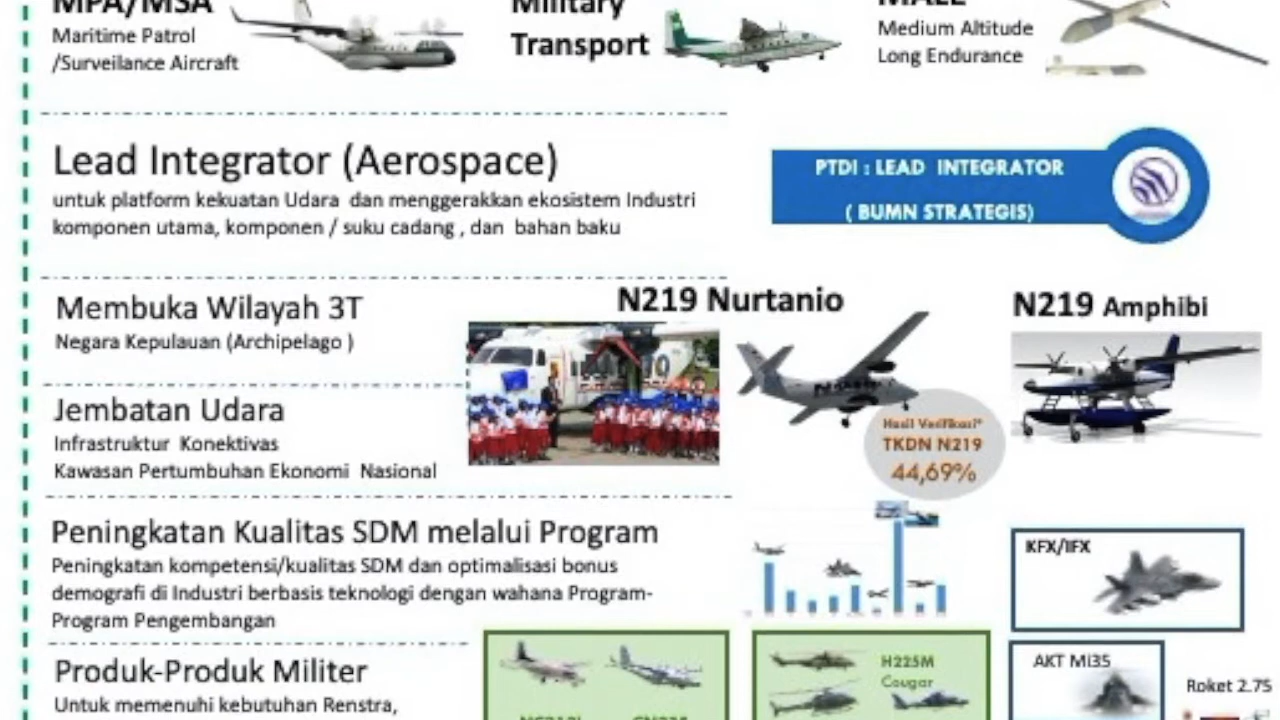 MPA/MSA
Maritime Patrol
/Surveilance Aircraft
Military
Transport
MALE
Medium Altitude
Long Endurance
Lead Integrator (Aerospace)
untuk platform kekuatan Udara dan menggerakkan ekosistem Industri
komponen utama, komponen / suku cadang , dan bahan baku
PTDI : LEAD INTEGRATOR
( BUMN STRATEGIS)
Membuka Wilayah 3T
Negara Kepulauan (Archipelago )
N219 Nurtanio
N219 Amphibi
Jembatan Udara
Infrastruktur Konektivas
Kawasan Pertumbuhan Ekonomi Nasional
Hasil Verifikasi*
TKDN N219
44,69%
Peningkatan Kualitas SDM melalui Program
Peningkatan kompetensi/kualitas SDM dan optimalisasi bonus
demografi di Industri berbasis teknologi dengan wahana Program-
Program Pengembangan
KFX/IFX
Produk-Produk Militer
Untuk memenuhi kebutuhan Renstra,
H225M
Cougar
AKT Mi35
Roket 2.75